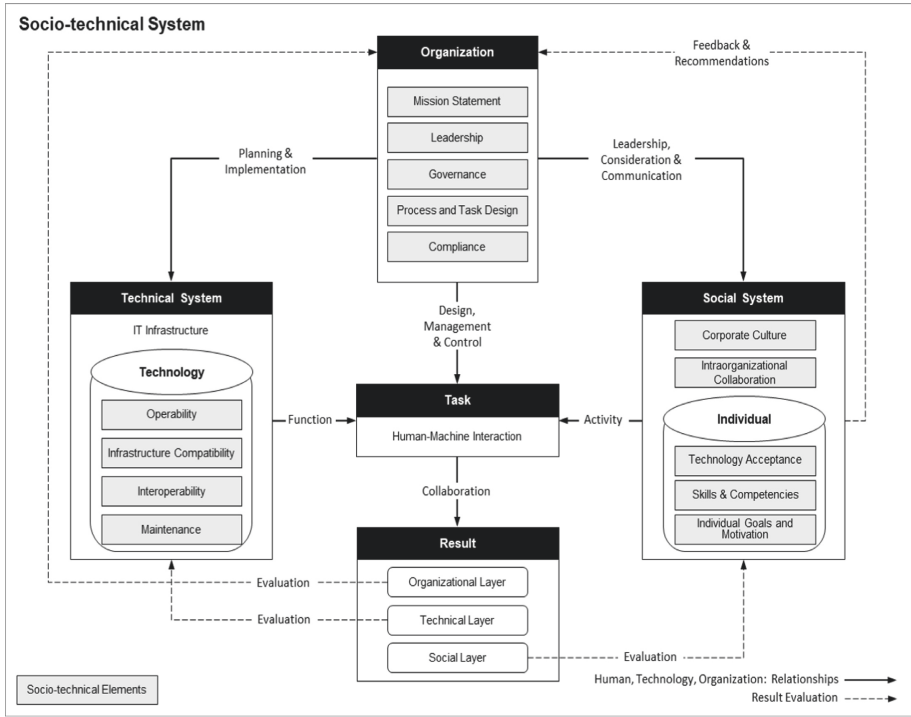 Socio-technical System
Organization
Mission Statement
Leadership
Governance
Process and Task Design
Compliance
Feedback &
Recommendations
Planning &
Implementation
Leadership,
Consideration &
Communication
Technical System
IT Infrastructure
Technology
Operability
Infrastructure Compatibility
Interoperability
Maintenance
Design,
Management
& Control
Social System
Corporate Culture
Intraorganizational
Collaboration
Individual
Technology Acceptance
Skills & Competencies
Individual Goals and
Motivation
Function
Task
Human-Machine Interaction
Activity
Collaboration
Result
Organizational Layer
Technical Layer
Social Layer
Evaluation
Evaluation
Evaluation
Socio-technical Elements
Human, Technology, Organization: Relationships
Result Evaluation